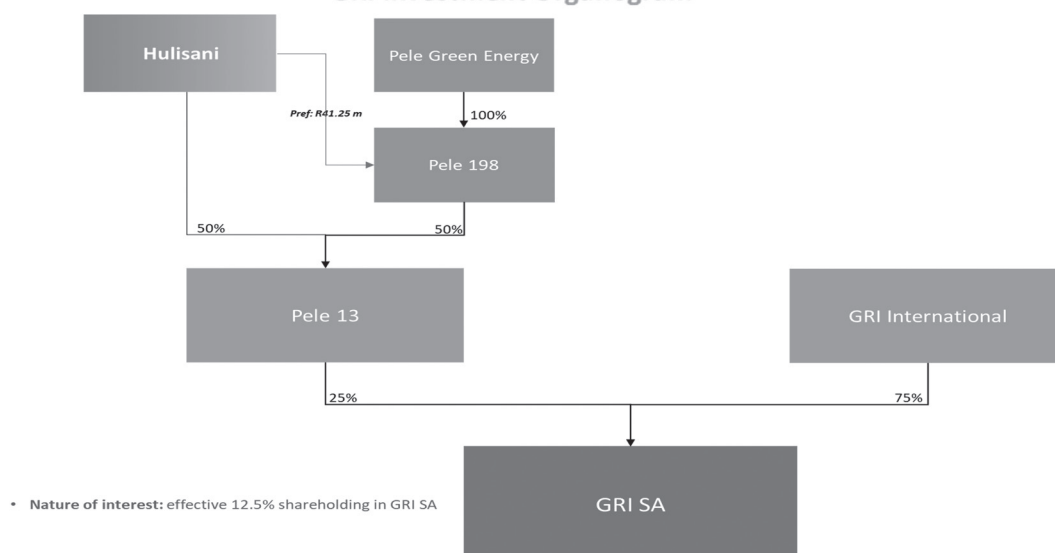 Hulisani
Pele Green Energy
Pref: R41.25 m
100%
Pele 198
50%
50%
Pele 13
GRI International
25%
75%
GRI SA
• Nature of interest: effective 12.5% shareholding in GRI SA